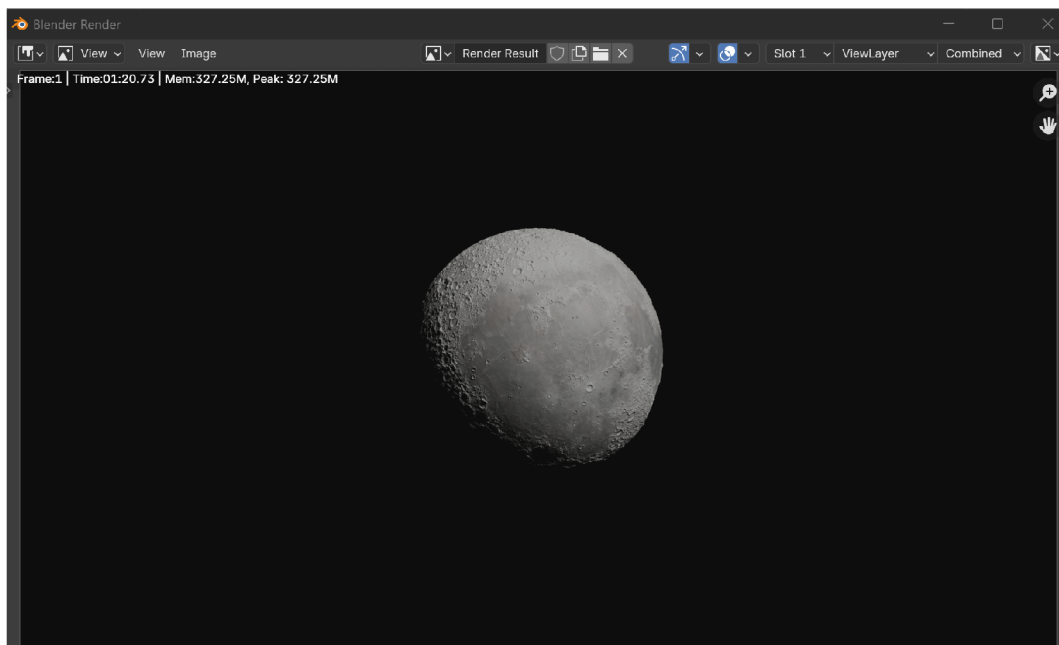 Blender Render
View View Image Render Result Slot 1 ViewLayer Combined
Frame:1 | Time:01:20.73 | Mem:327.25M, Peak: 327.25M